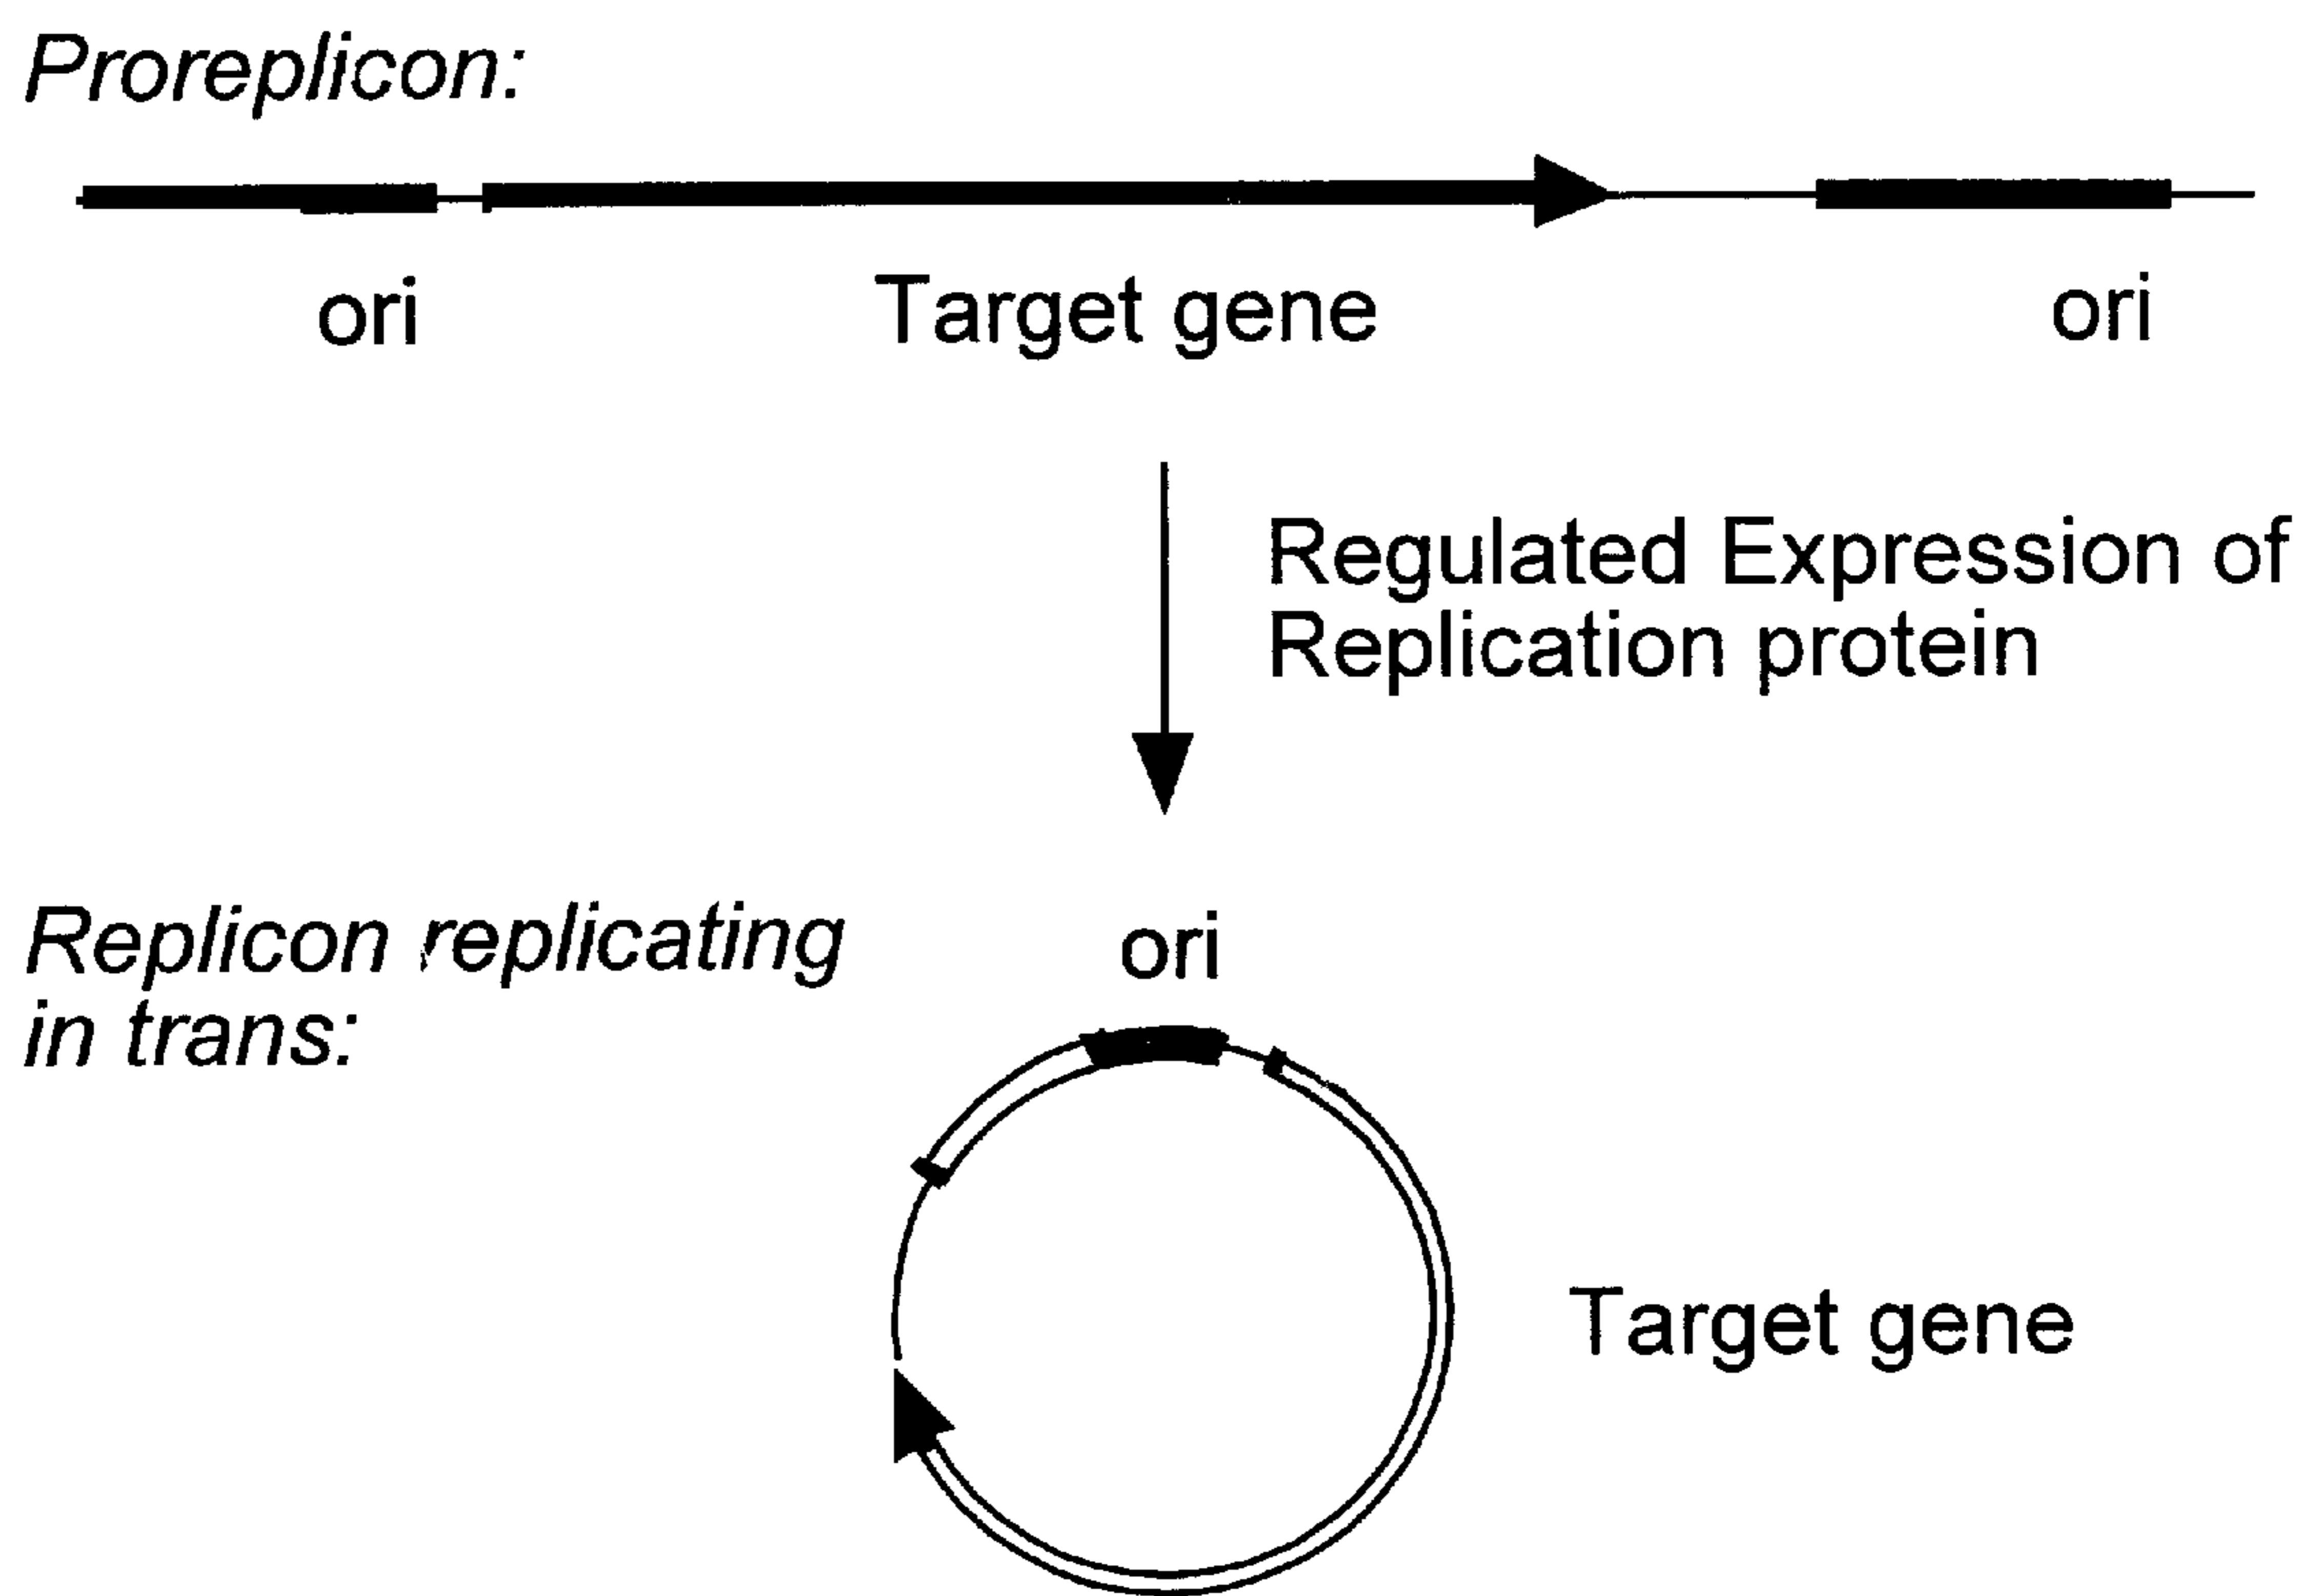 Proreplicon:
ori
Target gene
ori
Regulated Expression of
Replication protein
Replicon replicating
in trans:
ori
Target gene